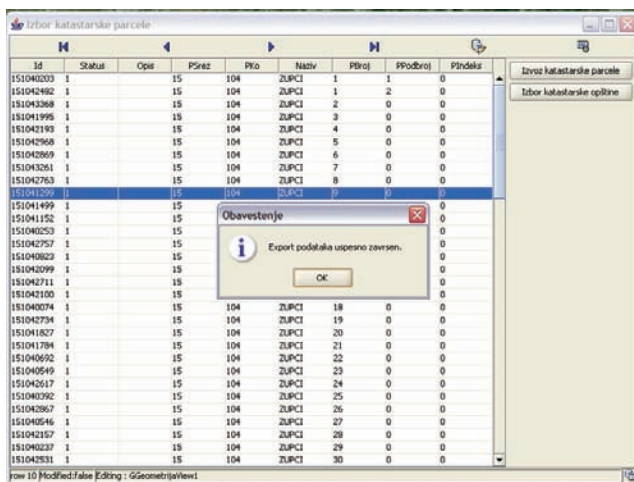 Izbor katastarske parcele
Id Status Opis PSrez PKo Naziv PBroj PPodbroj PIndeks
151040203 1 15 104 ZUPCI 1 1 0
151042482 1 15 104 ZUPCI 1 2 0
151043368 1 15 104 ZUPCI 2 0 0
151041995 1 15 104 ZUPCI 3 0 0
151042193 1 15 104 ZUPCI 4 0 0
151042968 1 15 104 ZUPCI 5 0 0
151042869 1 15 104 ZUPCI 6 0 0
151043261 1 15 104 ZUPCI 7 0 0
151042763 1 15 104 ZUPCI 8 0 0
151041299 1 15 104 ZUPCI 9 0 0
151041499 1 15 0
151041152 1 15 0
151040253 1 15 0
151042757 1 15 0
151040823 1 15 0
151042099 1 15 0
151042711 1 15 0
151042100 1 15 0
151040074 1 15 104 ZUPCI 18 0 0
151042734 1 15 104 ZUPCI 19 0 0
151041827 1 15 104 ZUPCI 20 0 0
151041784 1 15 104 ZUPCI 21 0 0
151040692 1 15 104 ZUPCI 22 0 0
151040549 1 15 104 ZUPCI 23 0 0
151042617 1 15 104 ZUPCI 24 0 0
151040392 1 15 104 ZUPCI 25 0 0
151042867 1 15 104 ZUPCI 26 0 0
151040546 1 15 104 ZUPCI 27 0 0
151042157 1 15 104 ZUPCI 28 0 0
151040237 1 15 104 ZUPCI 29 0 0
151042531 1 15 104 ZUPCI 30 0 0
Izvoz katastarske parcele
Izbor katastarske opštine
Obavestenje
Export podataka uspesno zavrsen.
OK
row 10 Modified:false Editing : GGeometrijaView1